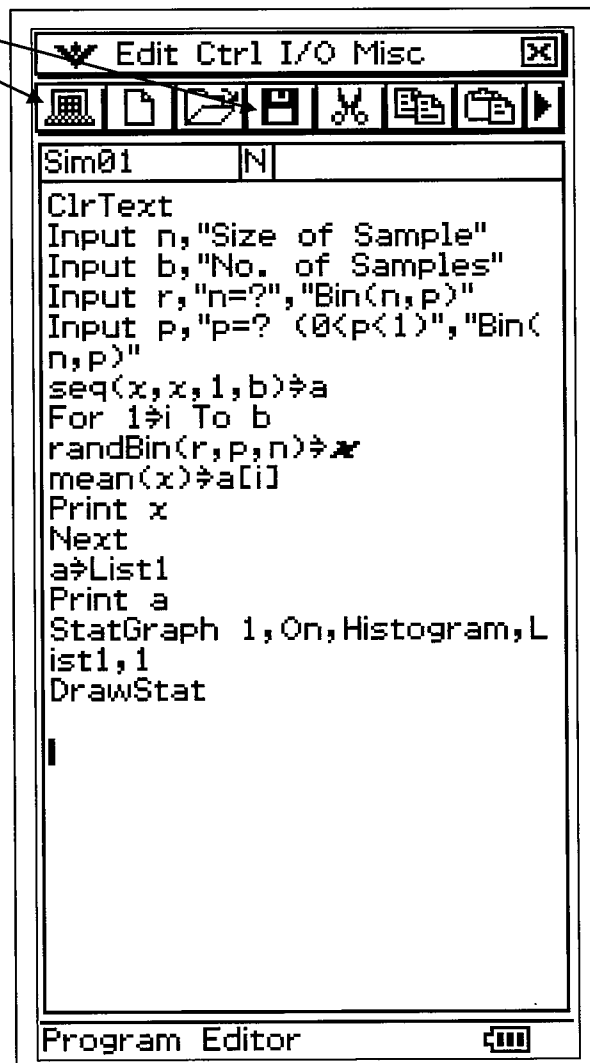 Edit Ctrl I/O Misc
Sim01 N
ClrText
Input n,"Size of Sample"
Input b,"No. of Samples"
Input r,"n=?","Bin(n,p)"
Input p,"p=? (0<p<1)","Bin(
n,p)"
seq(x,x,1,b)⇒a
For 1⇒i To b
randBin(r,p,n)⇒x
mean(x)⇒a[i]
Print x
Next
a⇒List1
Print a
StatGraph 1,On,Histogram,L
ist1,1
DrawStat
Program Editor